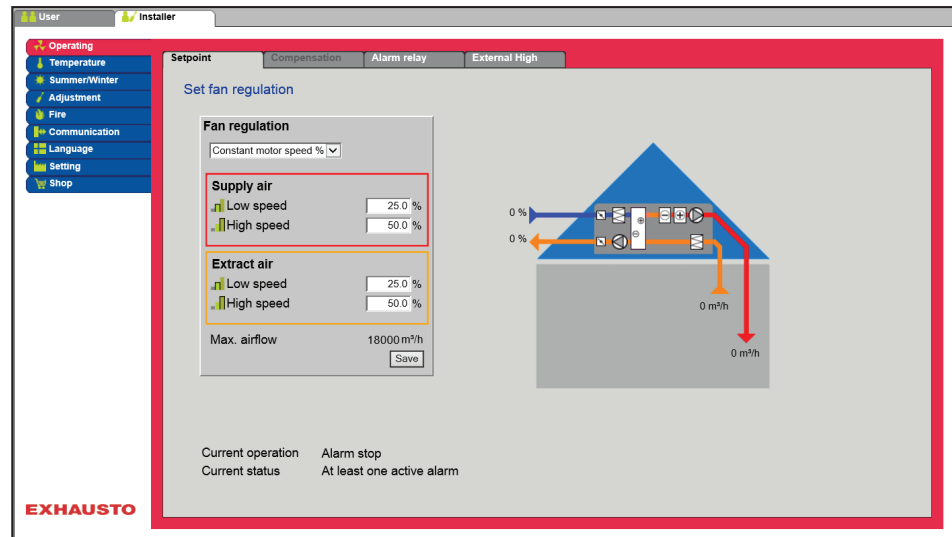 User
Installer
Operating
Temperature
Summer/Winter
Adjustment
Fire
Communication
Language
Setting
Shop
EXHAUSTO
Setpoint Compensation Alarm relay External High
Set fan regulation
Fan regulation
Constant motor speed %
Supply air
Low speed 25.0 %
High speed 50.0 %
Extract air
Low speed 25.0 %
High speed 50.0 %
Max. airflow 18000 m³/h
Save
0 %
0 %
0 m³/h
0 m³/h
Current operation Alarm stop
Current status At least one active alarm